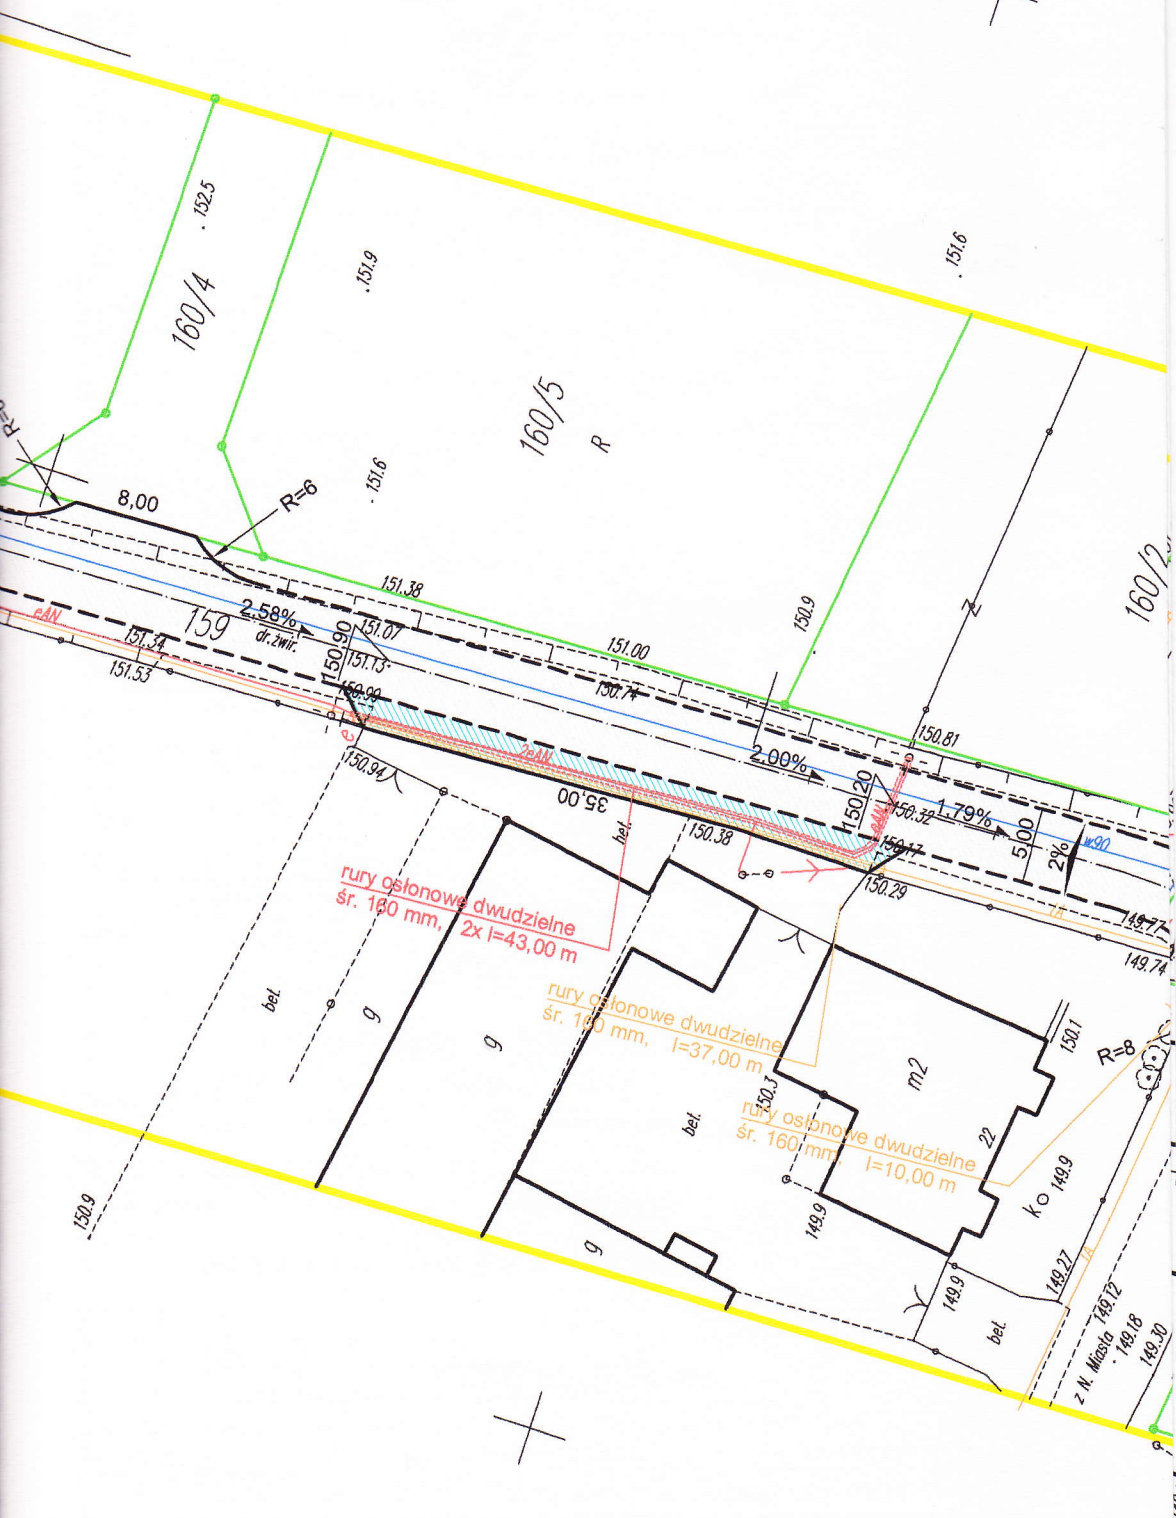 . 152.5
160/4
. 151.9
. 151.6
160/5
R
. 151.6
R=6
8,00
160/2
151.38
150.9
2,58%
159
dr.żwir.
eAN
151.34
151.53
150,90
151.07
151.13
150.99
151.00
150.74
e
2eAN
150.94
35,00
bet.
150.38
2,00%
150.81
150,20
150.32
eAN
150.17
1,79%
5,00
2%
w90
150.29
tA
149.77
149.74
rury osłonowe dwudzielne
śr. 160 mm, 2x l=43,00 m
rury osłonowe dwudzielne
śr. 160 mm, l=37,00 m
rury osłonowe dwudzielne
śr. 160 mm, l=10,00 m
bet.
g
g
bet.
150.3
m2
150.1
R=8
22
k
149.9
149.9
149.9
149.27
tA
149.12
z N. Miasta
149.18
149.30
bet.
g
150.9